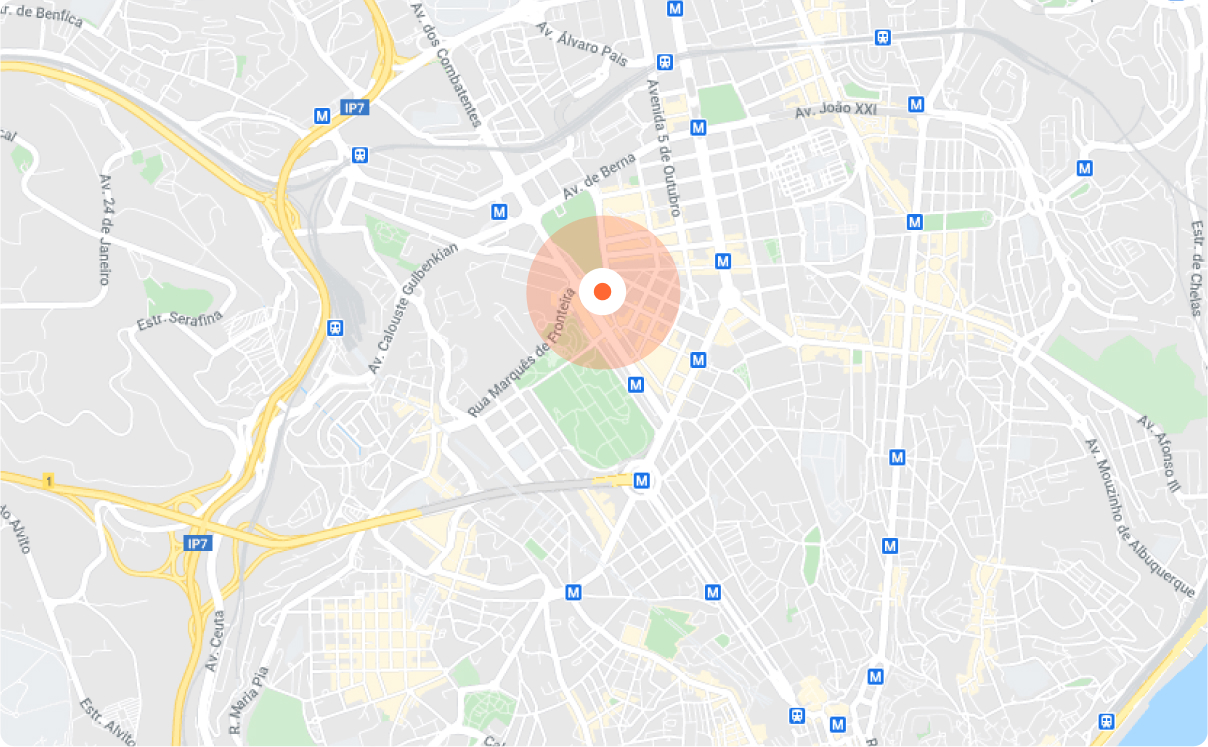 M
r. de Benfica
Av. dos Combatentes
Av. Álvaro Pais
M
IP7
Avenida 5 de Outubro
Av. João XXI
M
M
cal
Av. de Berna
M
Av. 24 de Janeiro
M
M
Av. Calouste Gulbenkian
Estr. de Chelas
M
Estr. Serafina
Rua Marquês de Fronteira
M
M
Av. Afonso III
M
Av. Mouzinho de Albuquerque
1
M
do Alvito
IP7
M
M
M
Av. Ceuta
R. Maria Pia
M
Estr. Alvito
M
R
Cal